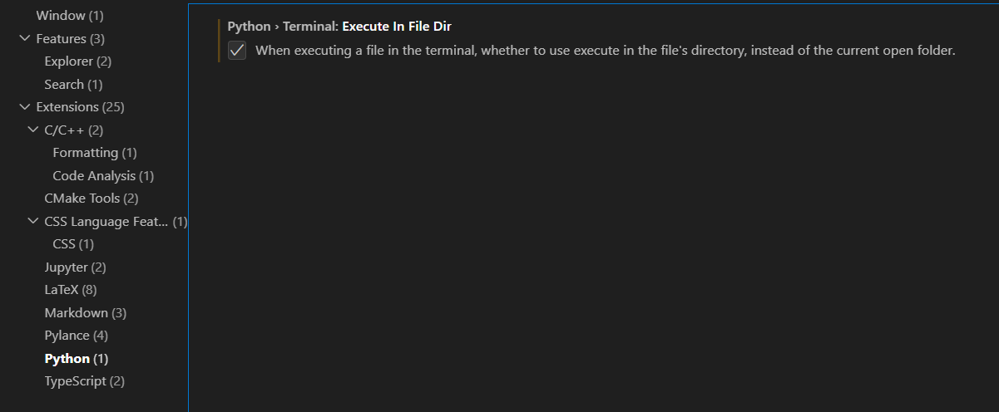 Window (1)
Features (3)
Explorer (2)
Search (1)
Extensions (25)
C/C++ (2)
Formatting (1)
Code Analysis (1)
CMake Tools (2)
CSS Language Feat... (1)
CSS (1)
Jupyter (2)
LaTeX (8)
Markdown (3)
Pylance (4)
Python (1)
TypeScript (2)
Python › Terminal: Execute In File Dir
When executing a file in the terminal, whether to use execute in the file's directory, instead of the current open folder.